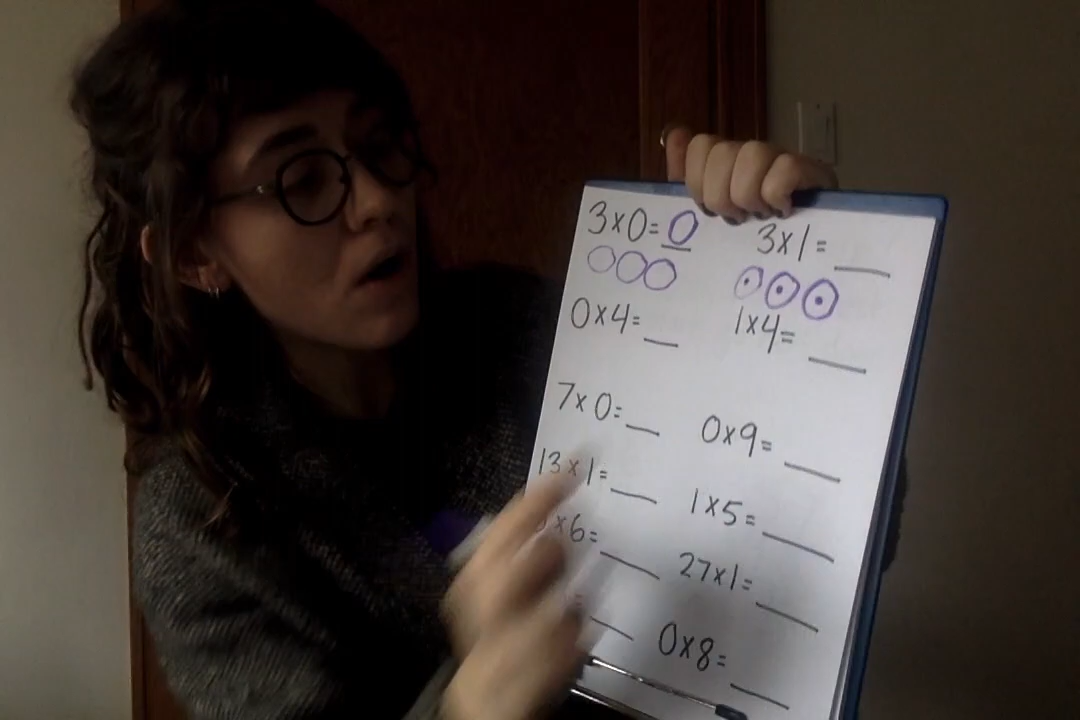 3x0=0 3x1=
0x4= 1x4=
7x0= 0x9=
13x1= 1x5=
x6= 27x1=
0x8=